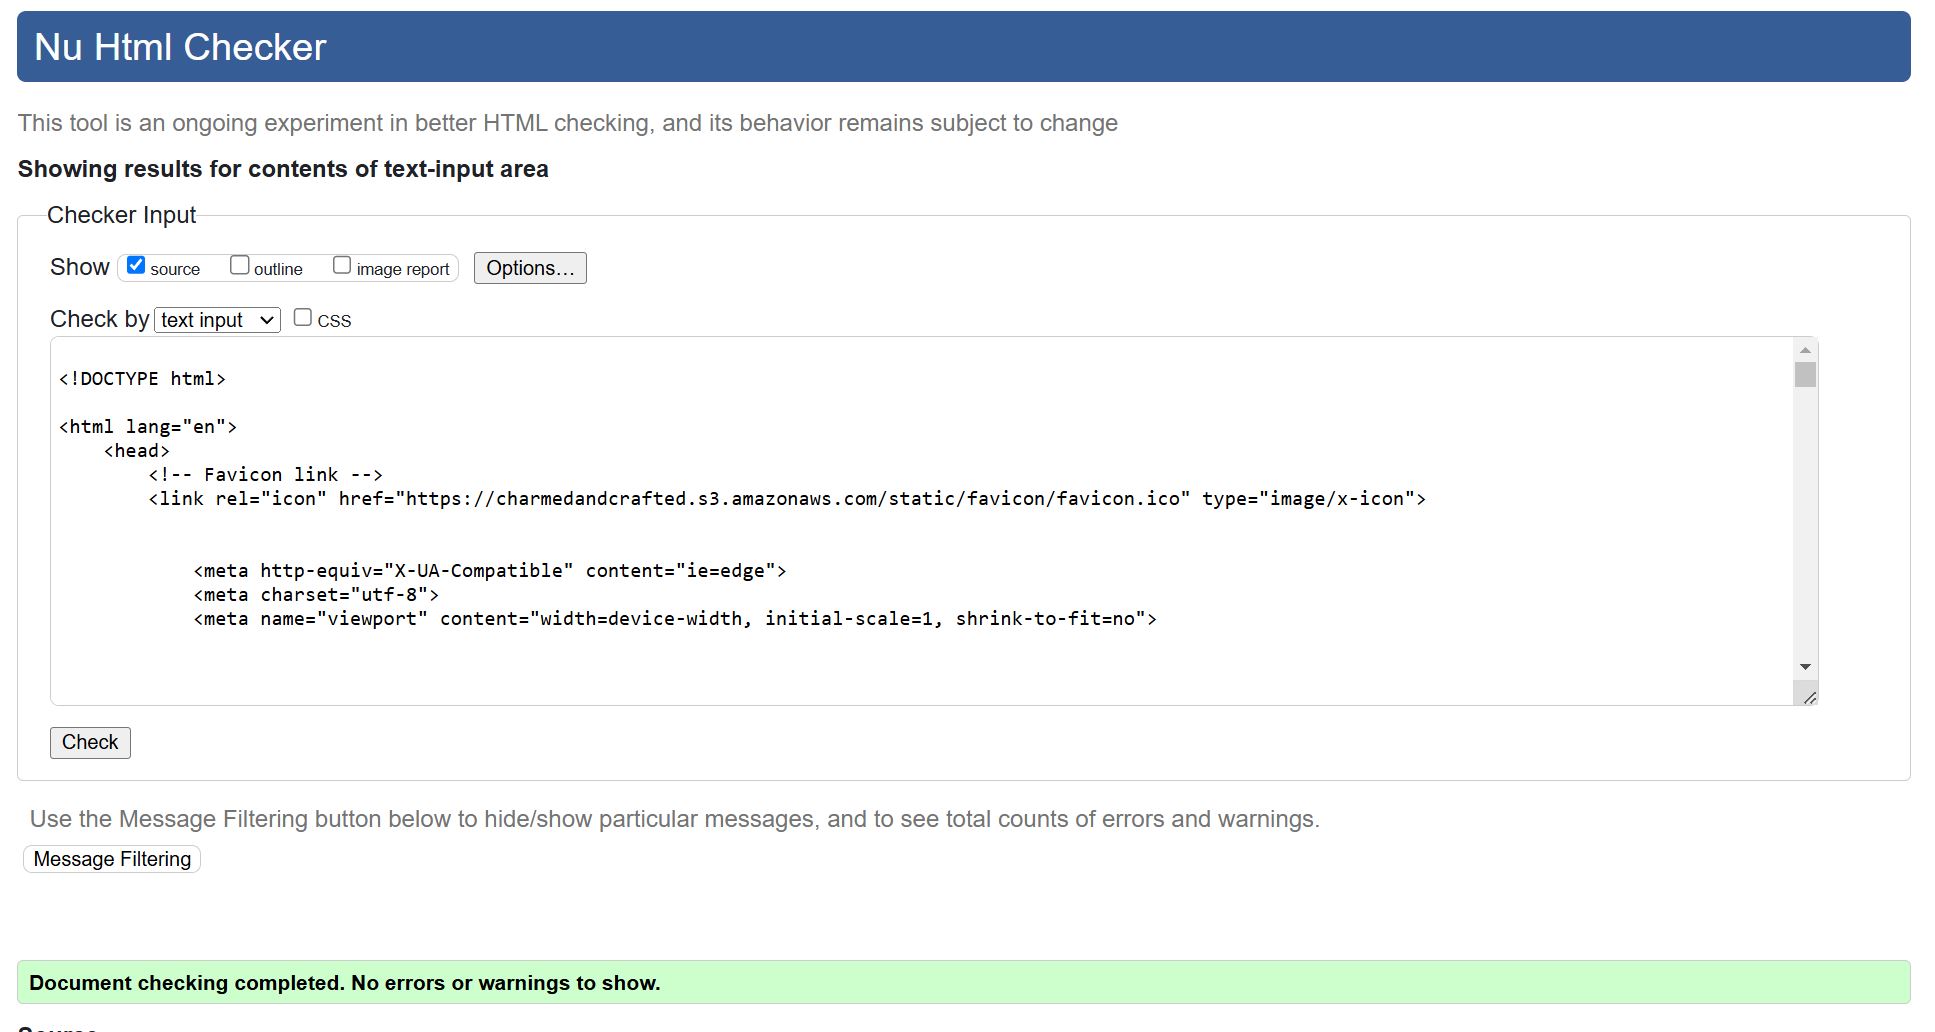 Nu Html Checker
This tool is an ongoing experiment in better HTML checking, and its behavior remains subject to change
Showing results for contents of text-input area
Checker Input
Show source outline image report Options...
Check by text input CSS
<!DOCTYPE html>
<html lang="en">
<head>
<!-- Favicon link -->
<link rel="icon" href="https://charmedandcrafted.s3.amazonaws.com/static/favicon/favicon.ico" type="image/x-icon">
<meta http-equiv="X-UA-Compatible" content="ie=edge">
<meta charset="utf-8">
<meta name="viewport" content="width=device-width, initial-scale=1, shrink-to-fit=no">
Check
Use the Message Filtering button below to hide/show particular messages, and to see total counts of errors and warnings.
Message Filtering
Document checking completed. No errors or warnings to show.